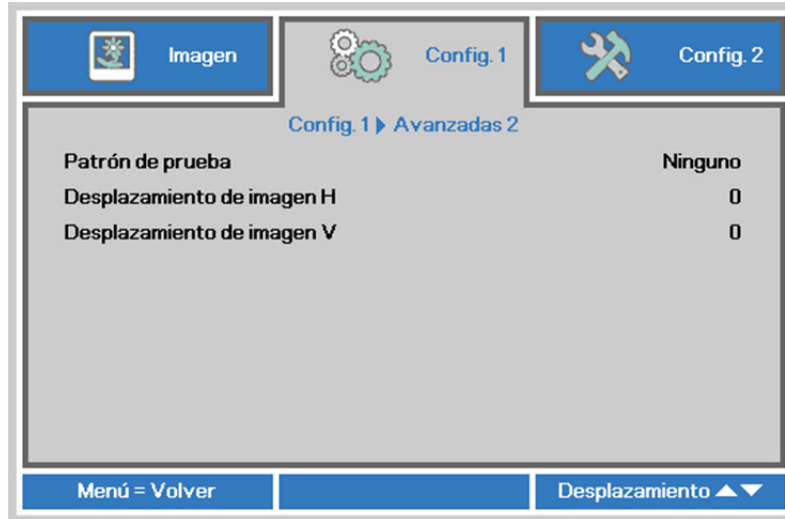 Imagen
Config. 1
Config. 2
Config. 1 ▶ Avanzadas 2
Patrón de prueba Ninguno
Desplazamiento de imagen H 0
Desplazamiento de imagen V 0
Menú = Volver
Desplazamiento ▲▼